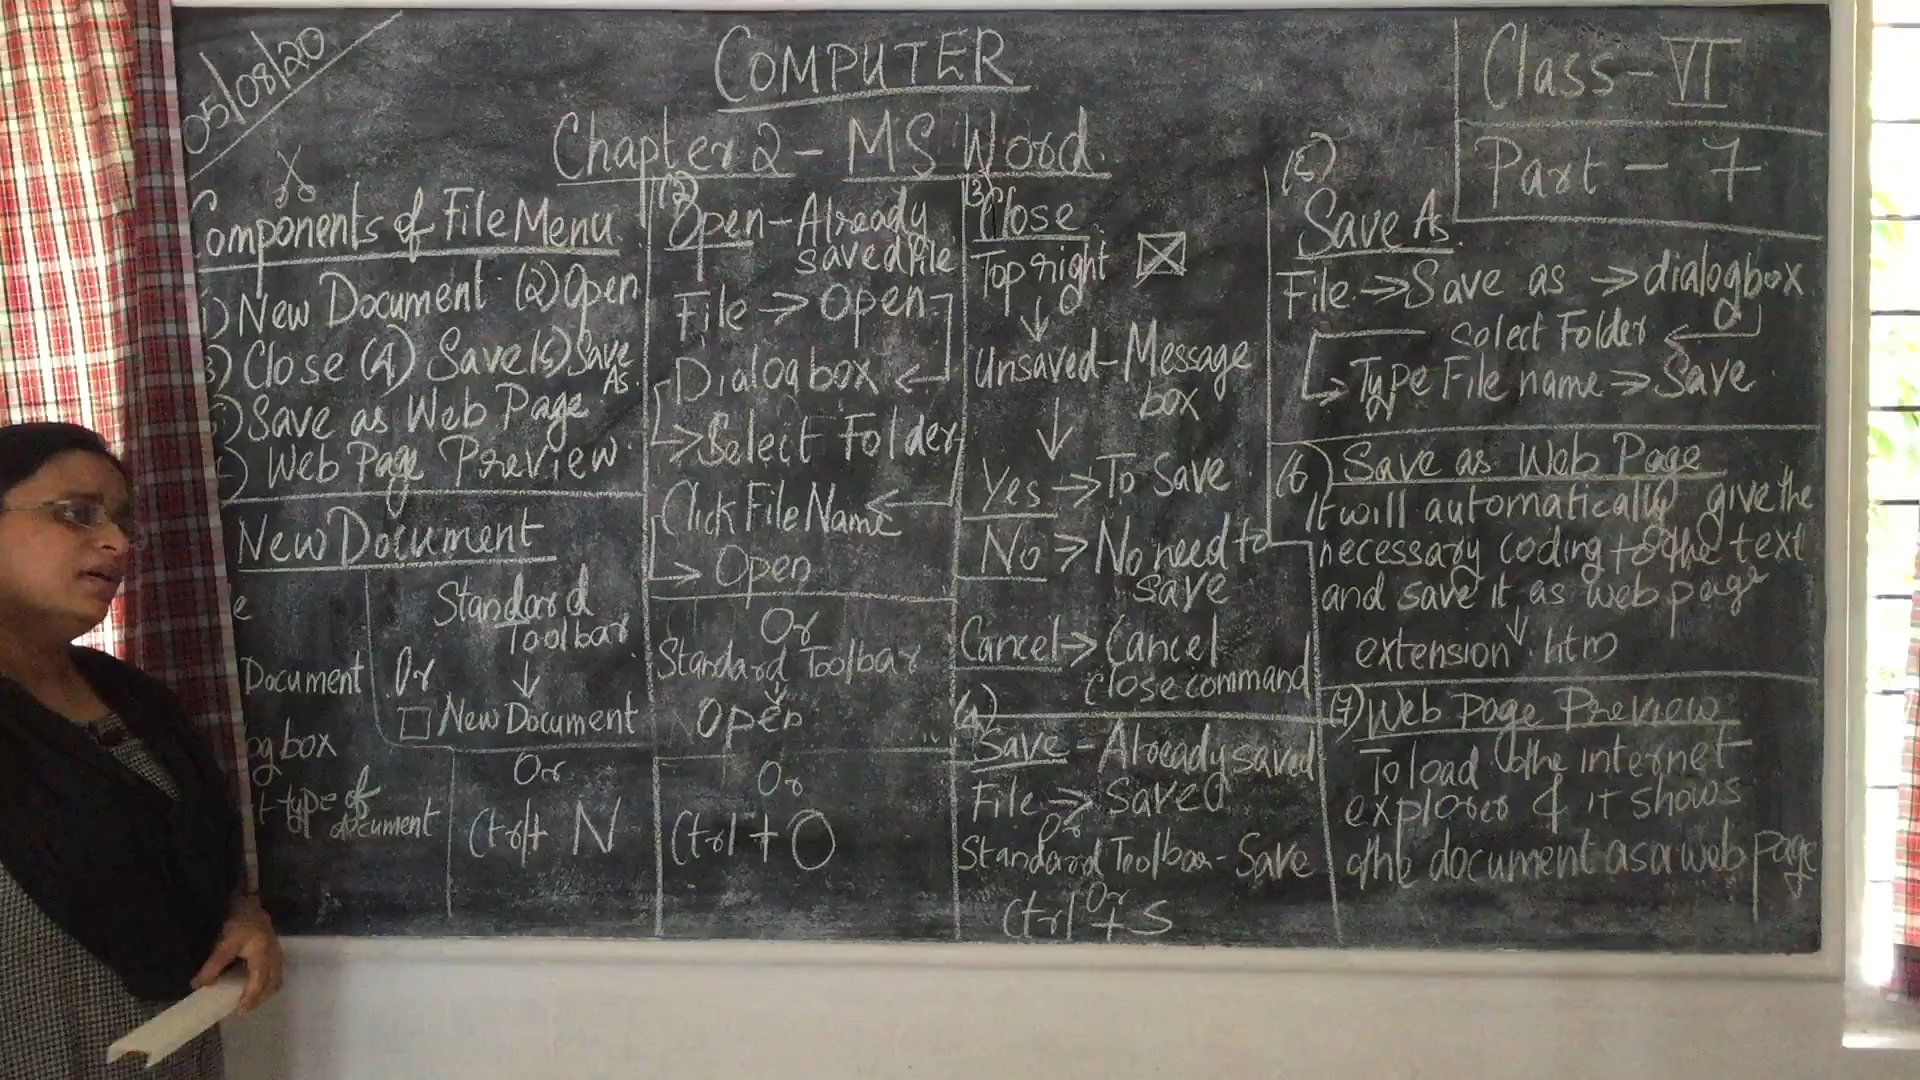 05/08/20
COMPUTER
Chapter 2 - MS Word
Class - VI
Part - 7
Components of File Menu
1) New Document (2) Open
3) Close (4) Save (5) Save As
6) Save as Web Page
) Web Page Preview
New Document
e
Document
og box
t type of
document
Standard
Toolbar
↓
Or
□ New Document
Or
Ctrl + N
(2)
Open - Already
saved file
File → Open
Dialog box ←
→ Select Folder
Click File Name ←
→ Open
Or
Standard Toolbar
↓
Open
Or
Ctrl + O
(3) Close
Top right ☒
↓
Unsaved - Message
box
↓
Yes → To Save
No → No need to
save
Cancel → Cancel
close command
(4)
Save - Already saved
File → Save
Or
Standard Toolbar - Save
Or
Ctrl + S
(5)
Save As
File → Save as → dialog box
select Folder ←
→ Type File name → Save
(6) Save as Web Page
It will automatically give the
necessary coding to the text
and save it as web page
↓
extension .htm
(7) Web Page Preview
To load the internet
explorer & it shows
the document as a web page